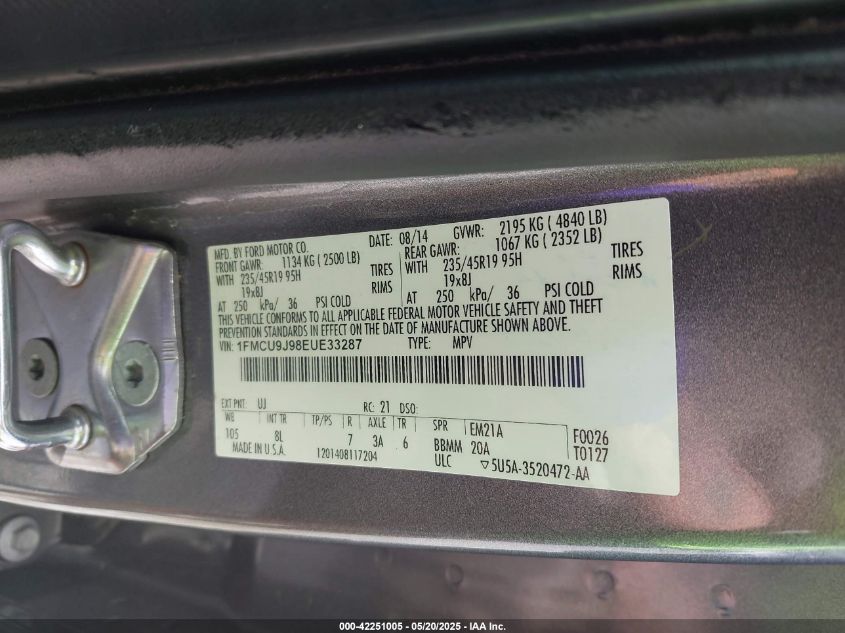 MFD. BY FORD MOTOR CO.
DATE: 08/14 GVWR: 2195 KG ( 4840 LB)
FRONT GAWR: 1134 KG ( 2500 LB) REAR GAWR: 1067 KG ( 2352 LB)
WITH 235/45R19 95H TIRES WITH 235/45R19 95H TIRES
19x8J RIMS 19x8J RIMS
AT 250 kPa/ 36 PSI COLD AT 250 kPa/ 36 PSI COLD
THIS VEHICLE CONFORMS TO ALL APPLICABLE FEDERAL MOTOR VEHICLE SAFETY AND THEFT
PREVENTION STANDARDS IN EFFECT ON THE DATE OF MANUFACTURE SHOWN ABOVE.
VIN: 1FMCU9J98EUE33287 TYPE: MPV
EXT PNT: UJ RC: 21 DSO:
WB INT TR TP/PS R AXLE TR SPR EM21A F0026
105 8L 7 3A 6 BBMM 20A T0127
MADE IN U.S.A. 1201408117204 ULC ▽5U5A-3520472-AA
000-42251005 — 05/20/2025 — IAA Inc.